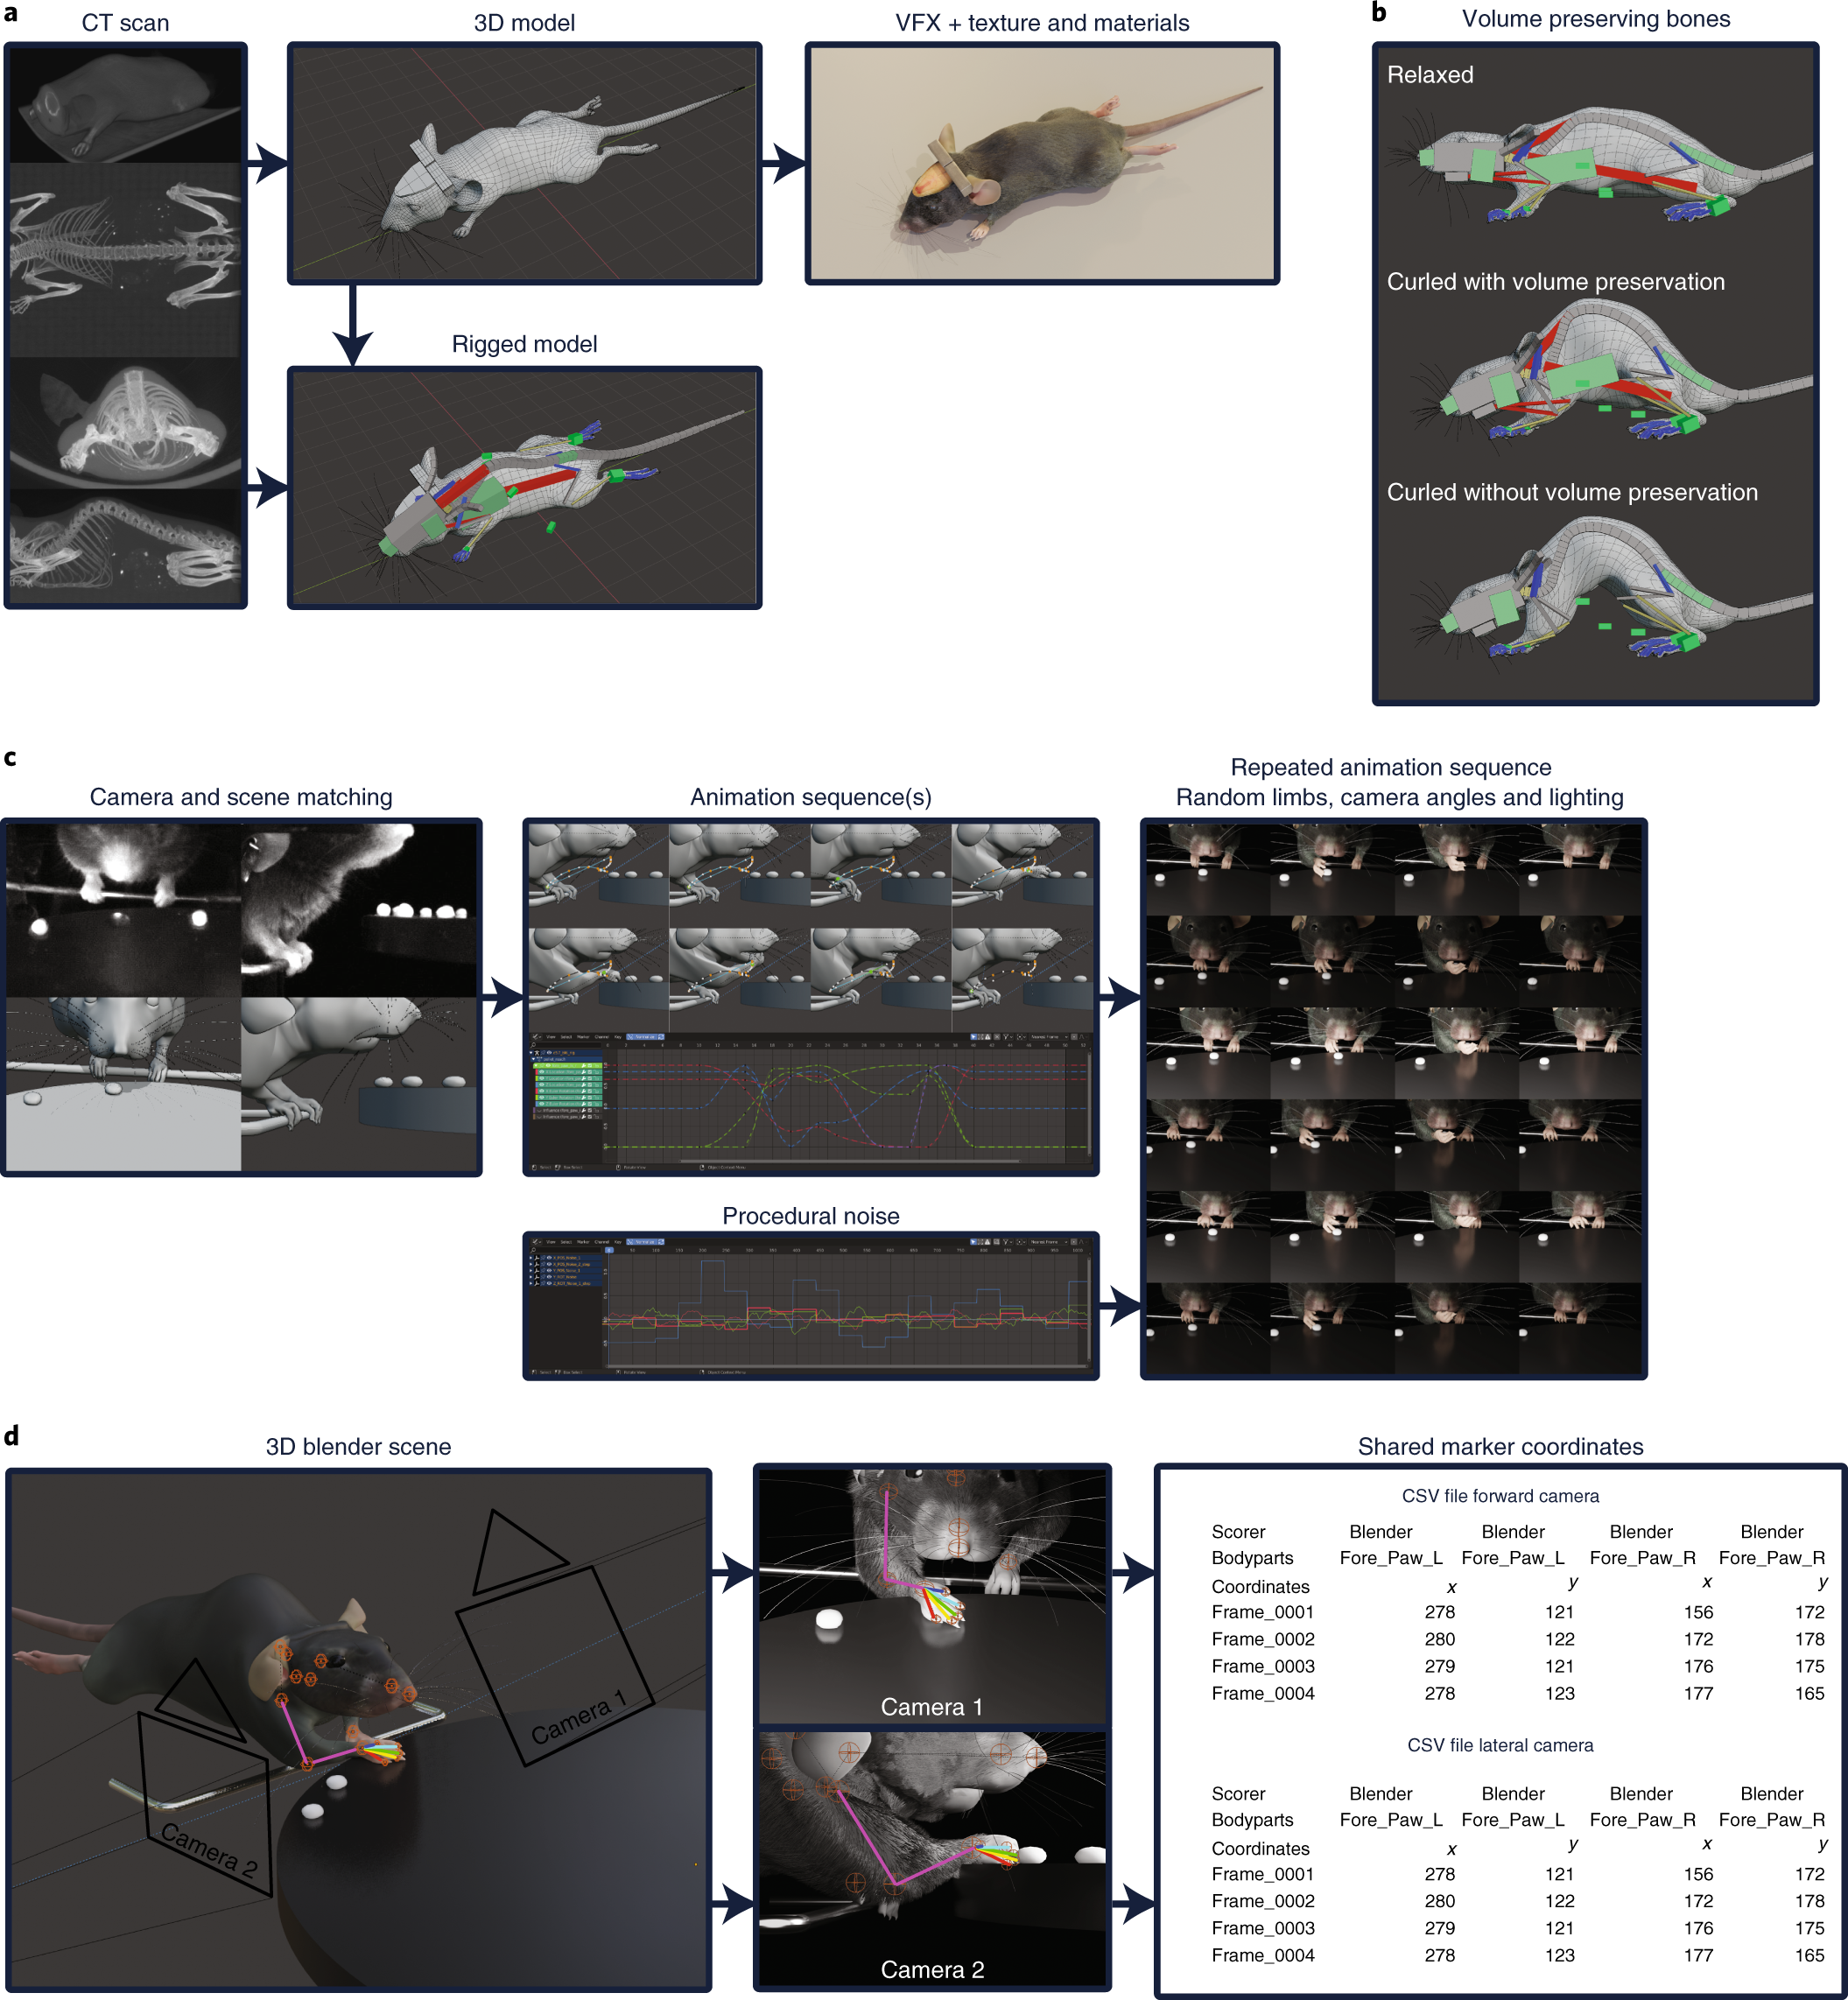 a
CT scan
3D model
VFX + texture and materials
Rigged model
b
Volume preserving bones
Relaxed
Curled with volume preservation
Curled without volume preservation
c
Camera and scene matching
Animation sequence(s)
Repeated animation sequence
Random limbs, camera angles and lighting
Procedural noise
d
3D blender scene
Camera 1
Camera 2
Camera 1
Camera 2
Shared marker coordinates
CSV file forward camera
Scorer Blender Blender Blender Blender
Bodyparts Fore_Paw_L Fore_Paw_L Fore_Paw_R Fore_Paw_R
Coordinates x y x y
Frame_0001 278 121 156 172
Frame_0002 280 122 172 178
Frame_0003 279 121 176 175
Frame_0004 278 123 177 165
CSV file lateral camera
Scorer Blender Blender Blender Blender
Bodyparts Fore_Paw_L Fore_Paw_L Fore_Paw_R Fore_Paw_R
Coordinates x y x y
Frame_0001 278 121 156 172
Frame_0002 280 122 172 178
Frame_0003 279 121 176 175
Frame_0004 278 123 177 165